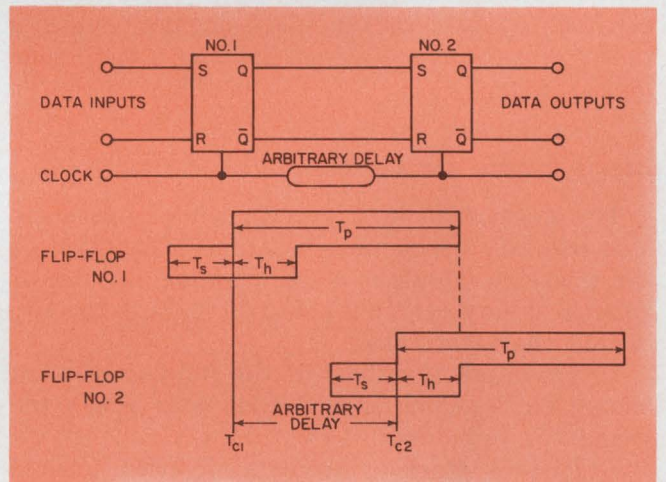 NO. 1 NO. 2
S Q S Q
DATA INPUTS DATA OUTPUTS
R Q̅ R Q̅
ARBITRARY DELAY
CLOCK
Tp
FLIP-FLOP
NO. 1
Ts Th
Tp
FLIP-FLOP
NO. 2
Ts Th
ARBITRARY
DELAY
Tc1 Tc2